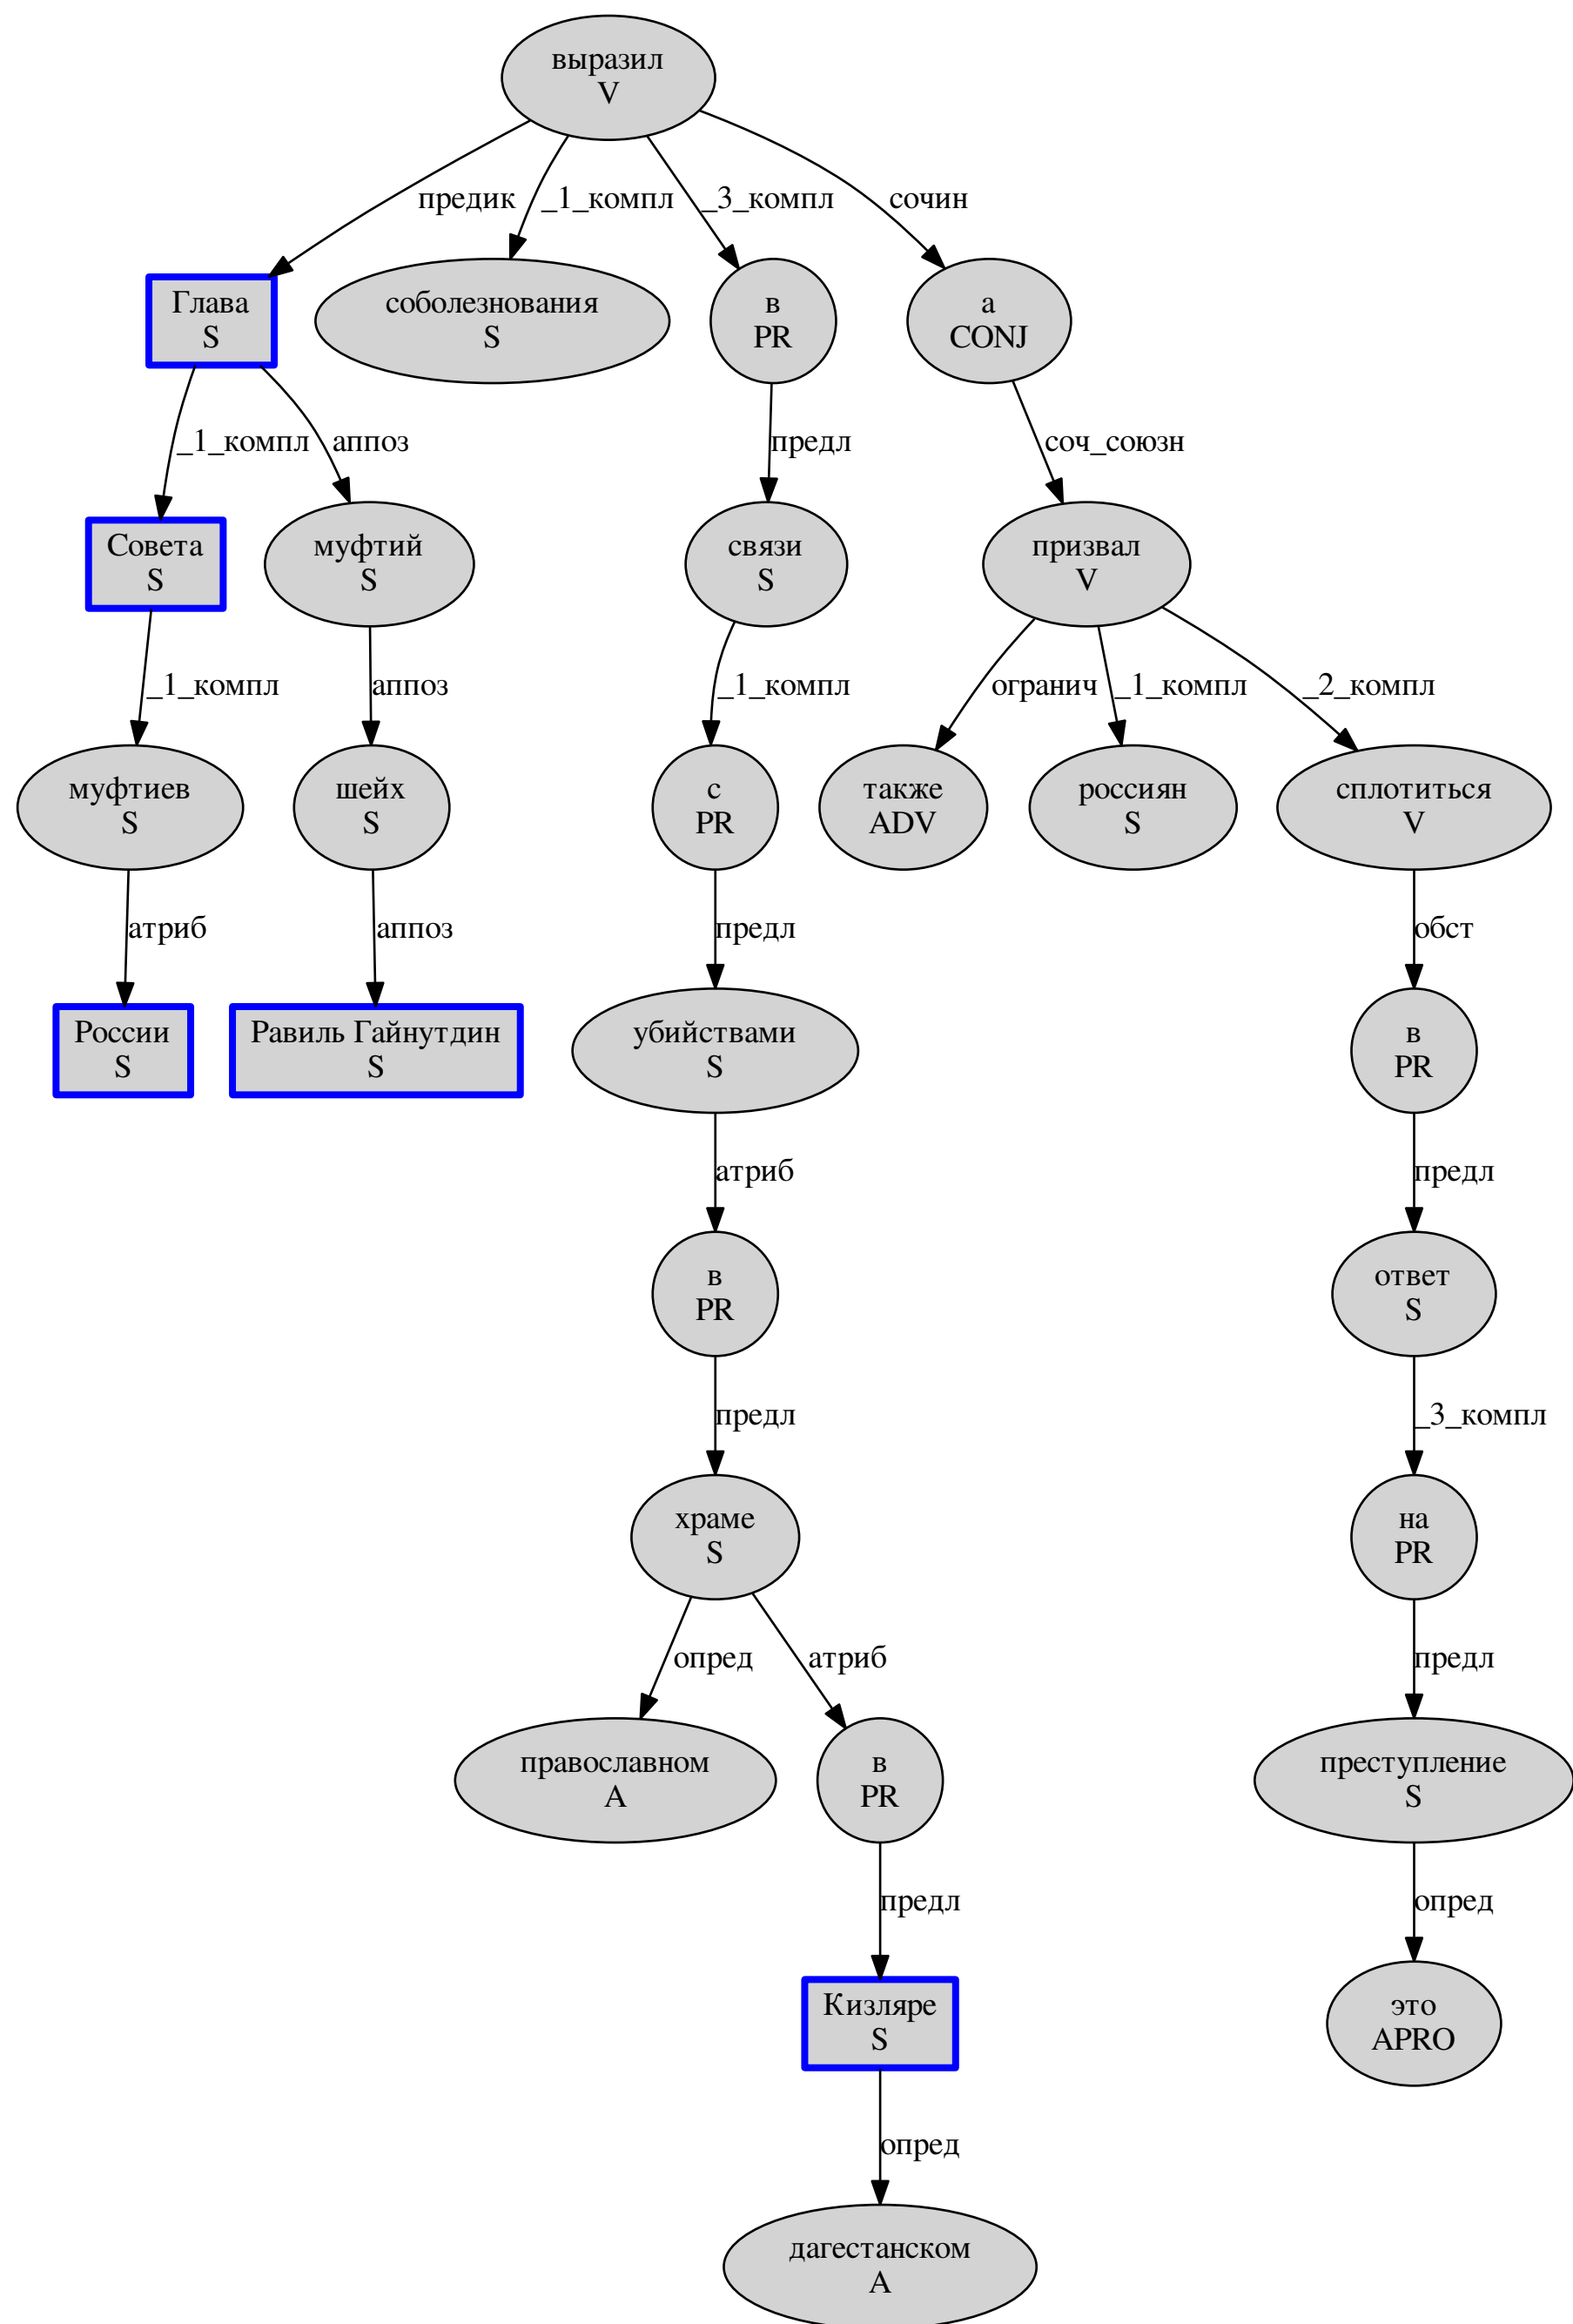 выразил
V
предик
_1_компл
_3_компл
сочин
Глава
S
соболезнования
S
в
PR
а
CONJ
_1_компл
аппоз
предл
соч_союзн
Совета
S
муфтий
S
связи
S
призвал
V
_1_компл
аппоз
_1_компл
огранич
_1_компл
_2_компл
муфтиев
S
шейх
S
с
PR
также
ADV
россиян
S
сплотиться
V
атриб
аппоз
предл
обст
России
S
Равиль Гайнутдин
S
убийствами
S
в
PR
атриб
предл
в
PR
ответ
S
предл
_3_компл
храме
S
на
PR
опред
атриб
предл
православном
A
в
PR
преступление
S
предл
опред
Кизляре
S
это
APRO
опред
дагестанском
A